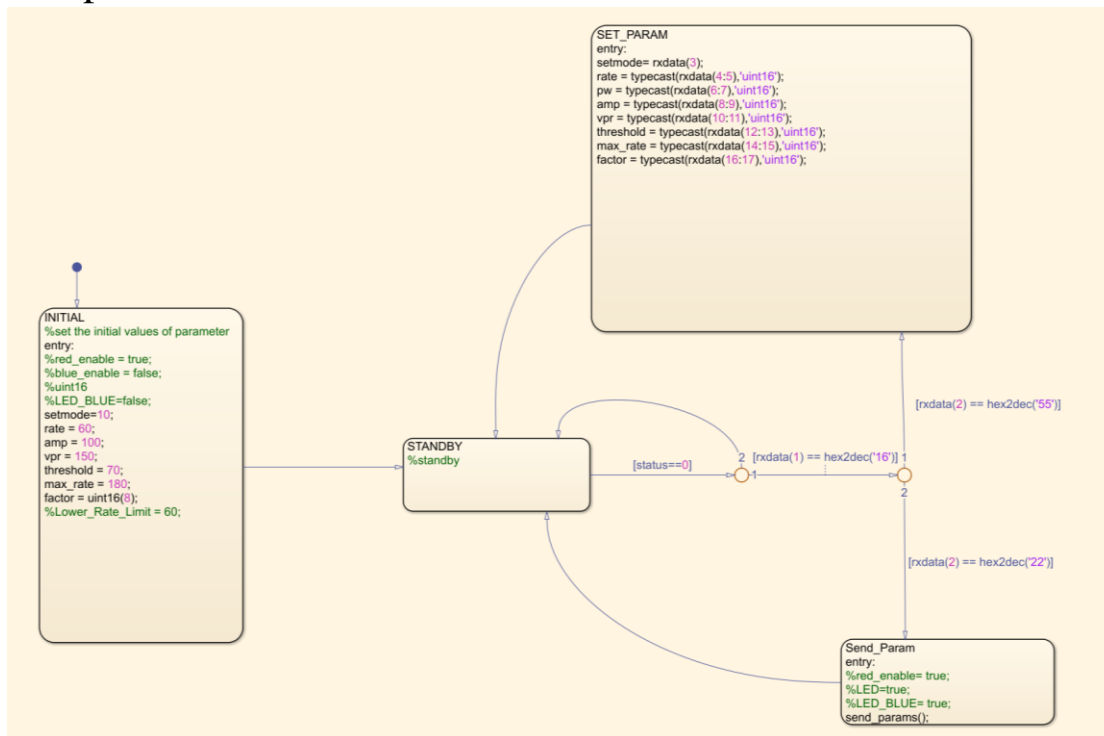 SET_PARAM
entry:
setmode= rxdata(3);
rate = typecast(rxdata(4:5),'uint16');
pw = typecast(rxdata(6:7),'uint16');
amp = typecast(rxdata(8:9),'uint16');
vpr = typecast(rxdata(10:11),'uint16');
threshold = typecast(rxdata(12:13),'uint16');
max_rate = typecast(rxdata(14:15),'uint16');
factor = typecast(rxdata(16:17),'uint16');
INITIAL
%set the initial values of parameter
entry:
%red_enable = true;
%blue_enable = false;
%uint16
%LED_BLUE=false;
setmode=10;
rate = 60;
amp = 100;
vpr = 150;
threshold = 70;
max_rate = 180;
factor = uint16(8);
%Lower_Rate_Limit = 60;
STANDBY
%standby
[status==0]
2
1
[rxdata(1) == hex2dec('16')]
1
2
[rxdata(2) == hex2dec('55')]
[rxdata(2) == hex2dec('22')]
Send_Param
entry:
%red_enable= true;
%LED=true;
%LED_BLUE= true;
send_params();